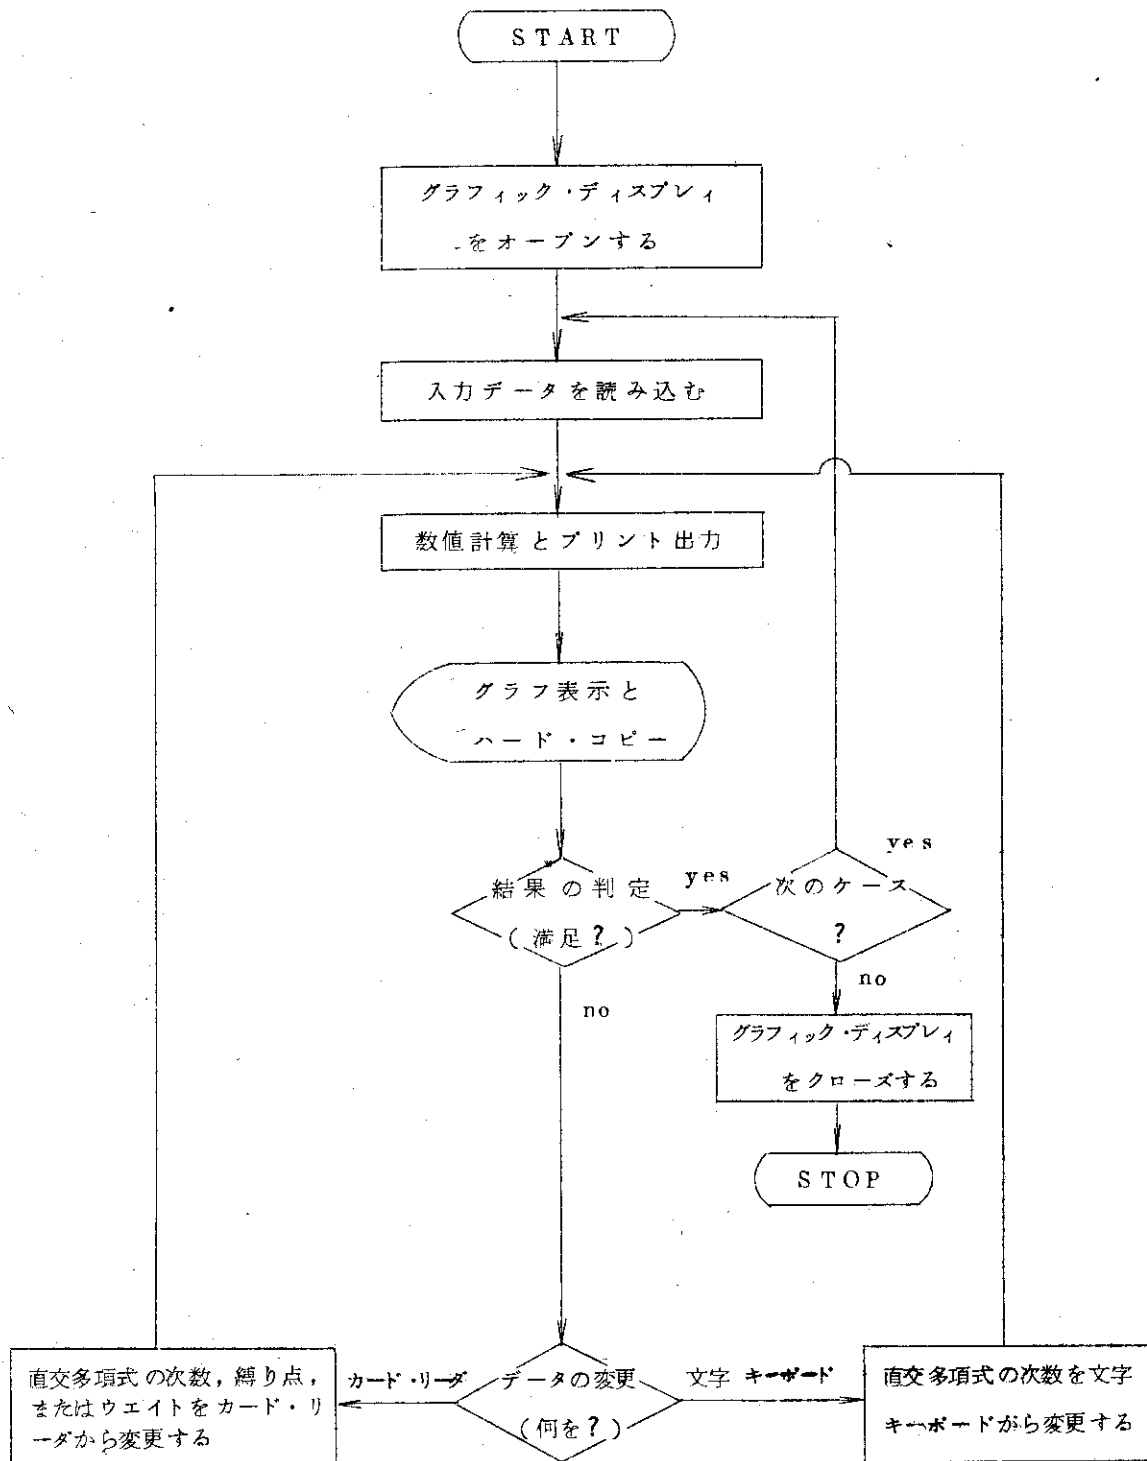 START
グラフィック・ディスプレィ
をオープンする
入力データを読み込む
数値計算とプリント出力
グラフ表示と
ハード・コピー
結果の判定
(満足?)
yes
次のケース
?
yes
no
no
グラフィック・ディスプレィ
をクローズする
STOP
直交多項式の次数,縛り点,
またはウエイトをカード・リ
ーダから変更する
カード・リーダ
データの変更
(何を?)
文字 キーボード
直交多項式の次数を文字
キーボードがら変更する